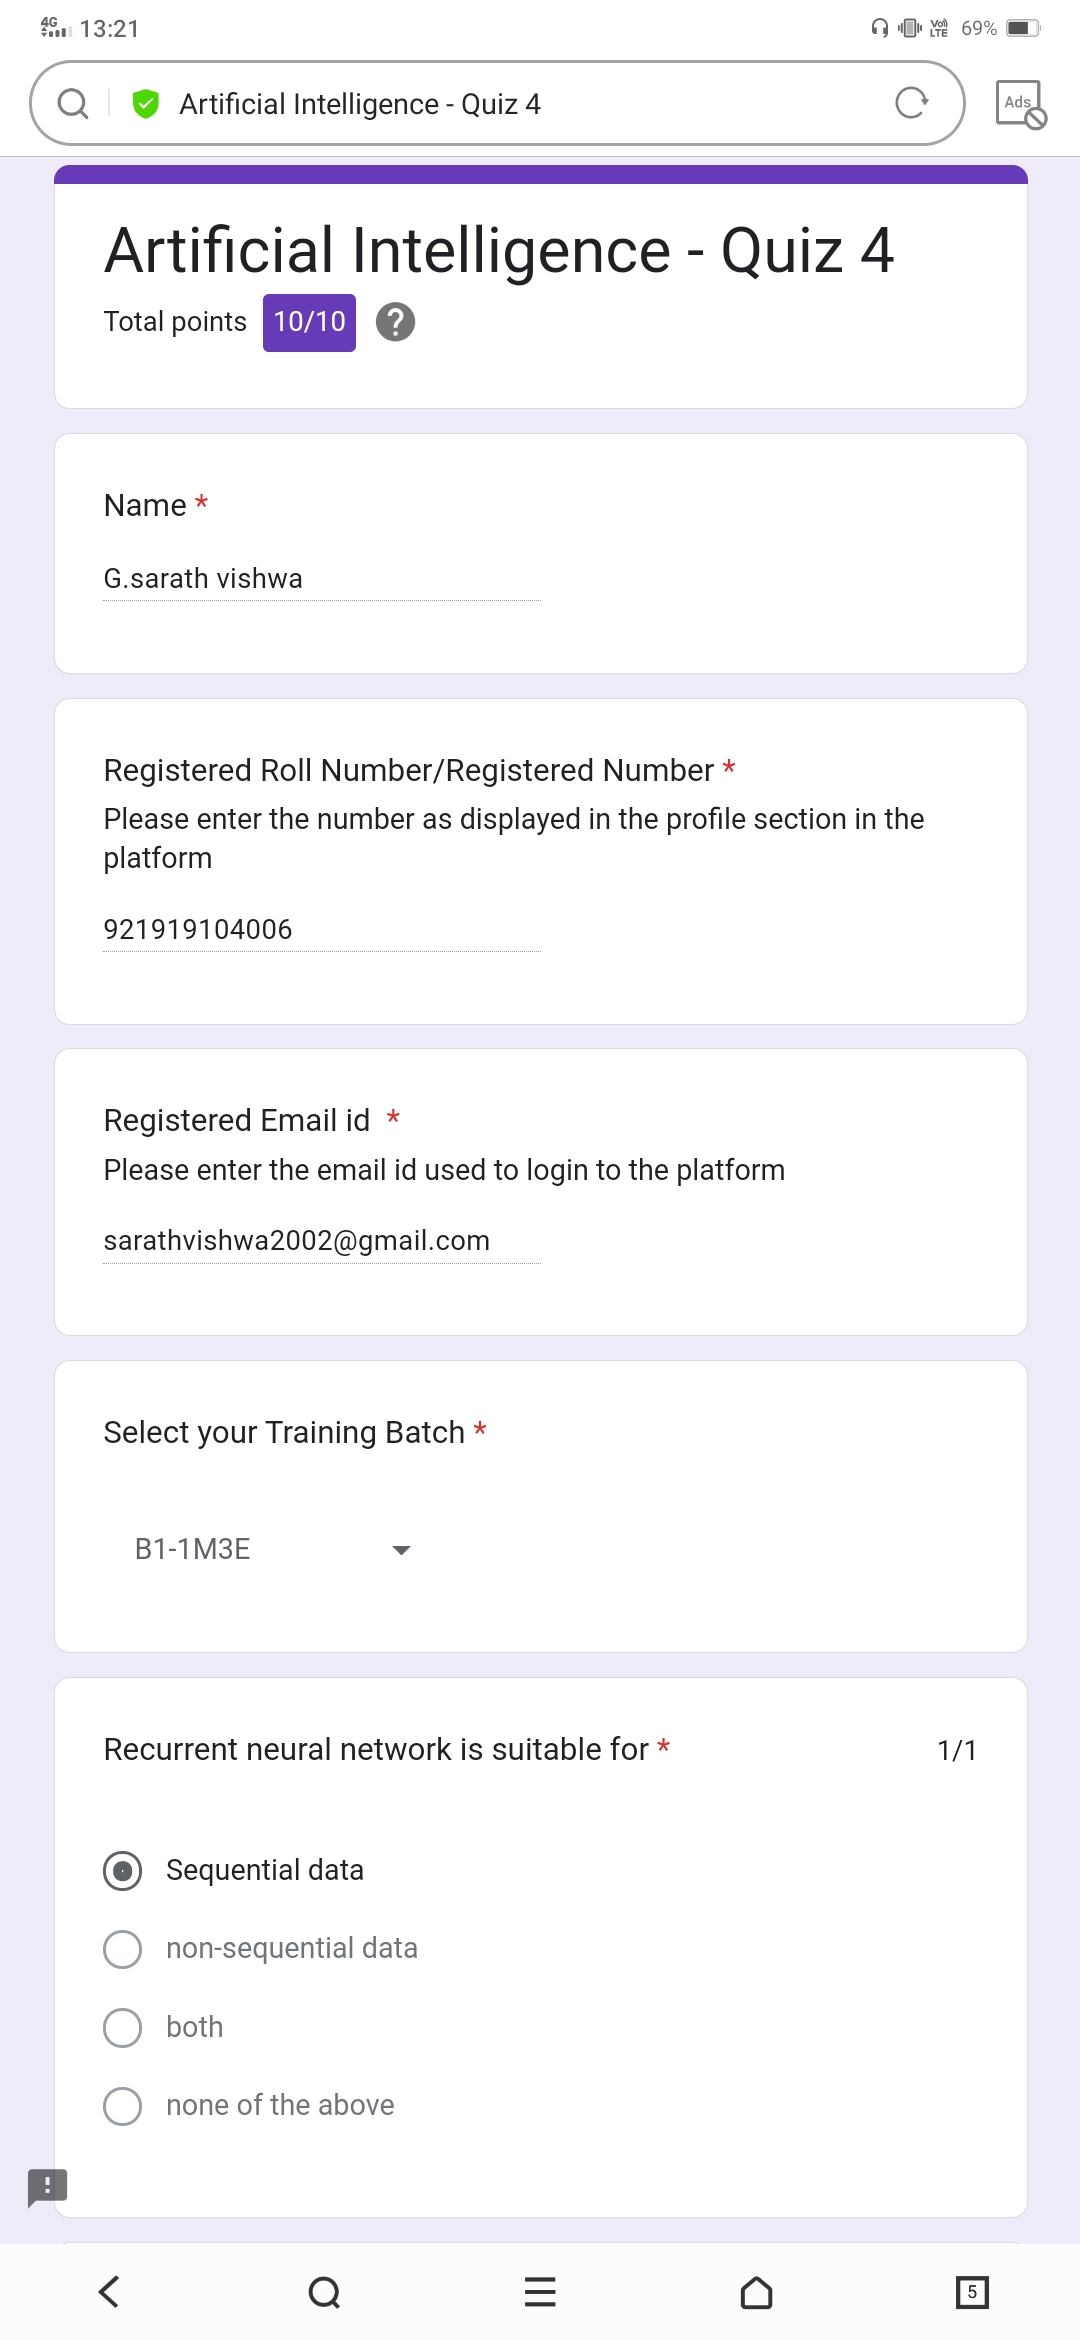 4G 13:21 Vo)) LTE 69%
Artificial Intelligence - Quiz 4 Ads
Artificial Intelligence - Quiz 4
Total points 10/10 ?
Name *
G.sarath vishwa
Registered Roll Number/Registered Number *
Please enter the number as displayed in the profile section in the
platform
921919104006
Registered Email id *
Please enter the email id used to login to the platform
sarathvishwa2002@gmail.com
Select your Training Batch *
B1-1M3E
Recurrent neural network is suitable for * 1/1
Sequential data
non-sequential data
both
none of the above
!
5